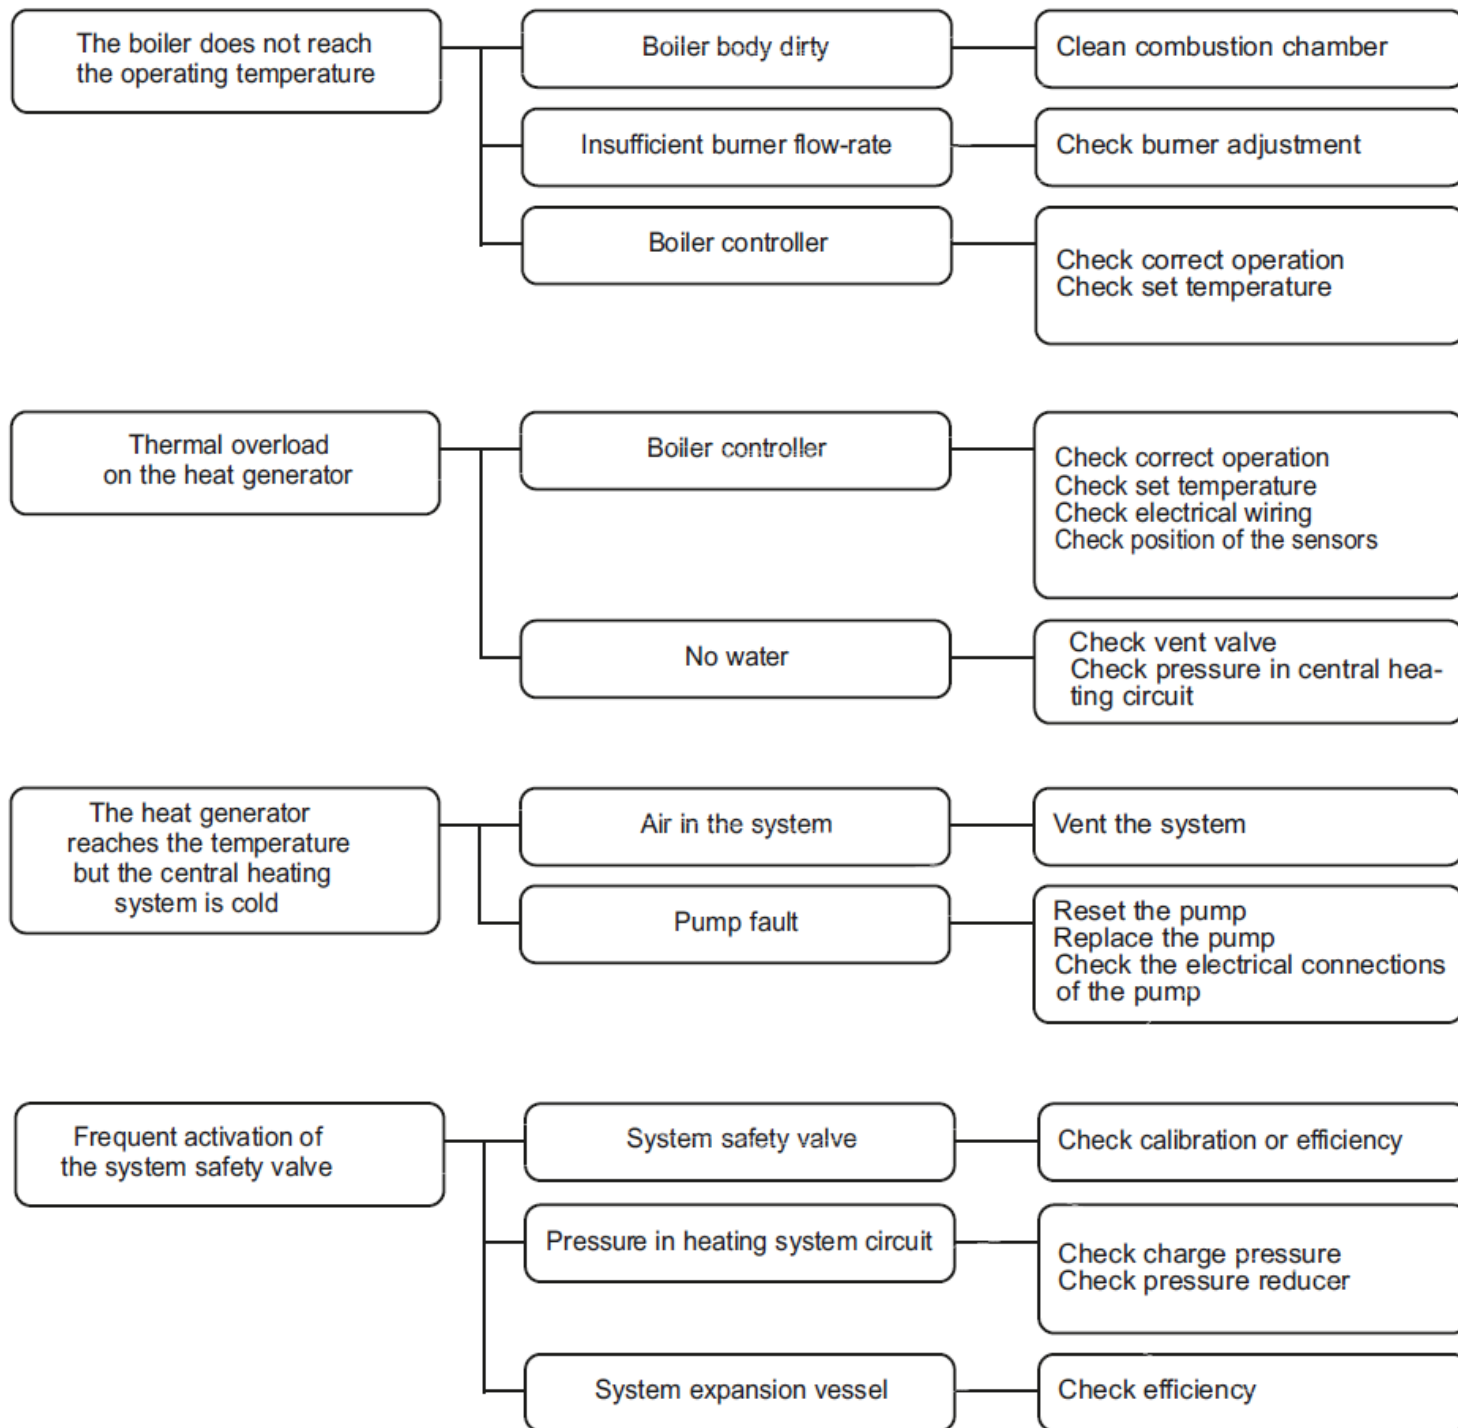 The boiler does not reach
the operating temperature
Boiler body dirty
Clean combustion chamber
Insufficient burner flow-rate
Check burner adjustment
Boiler controller
Check correct operation
Check set temperature
Thermal overload
on the heat generator
Boiler controller
Check correct operation
Check set temperature
Check electrical wiring
Check position of the sensors
No water
Check vent valve
Check pressure in central hea-
ting circuit
The heat generator
reaches the temperature
but the central heating
system is cold
Air in the system
Vent the system
Pump fault
Reset the pump
Replace the pump
Check the electrical connections
of the pump
Frequent activation of
the system safety valve
System safety valve
Check calibration or efficiency
Pressure in heating system circuit
Check charge pressure
Check pressure reducer
System expansion vessel
Check efficiency